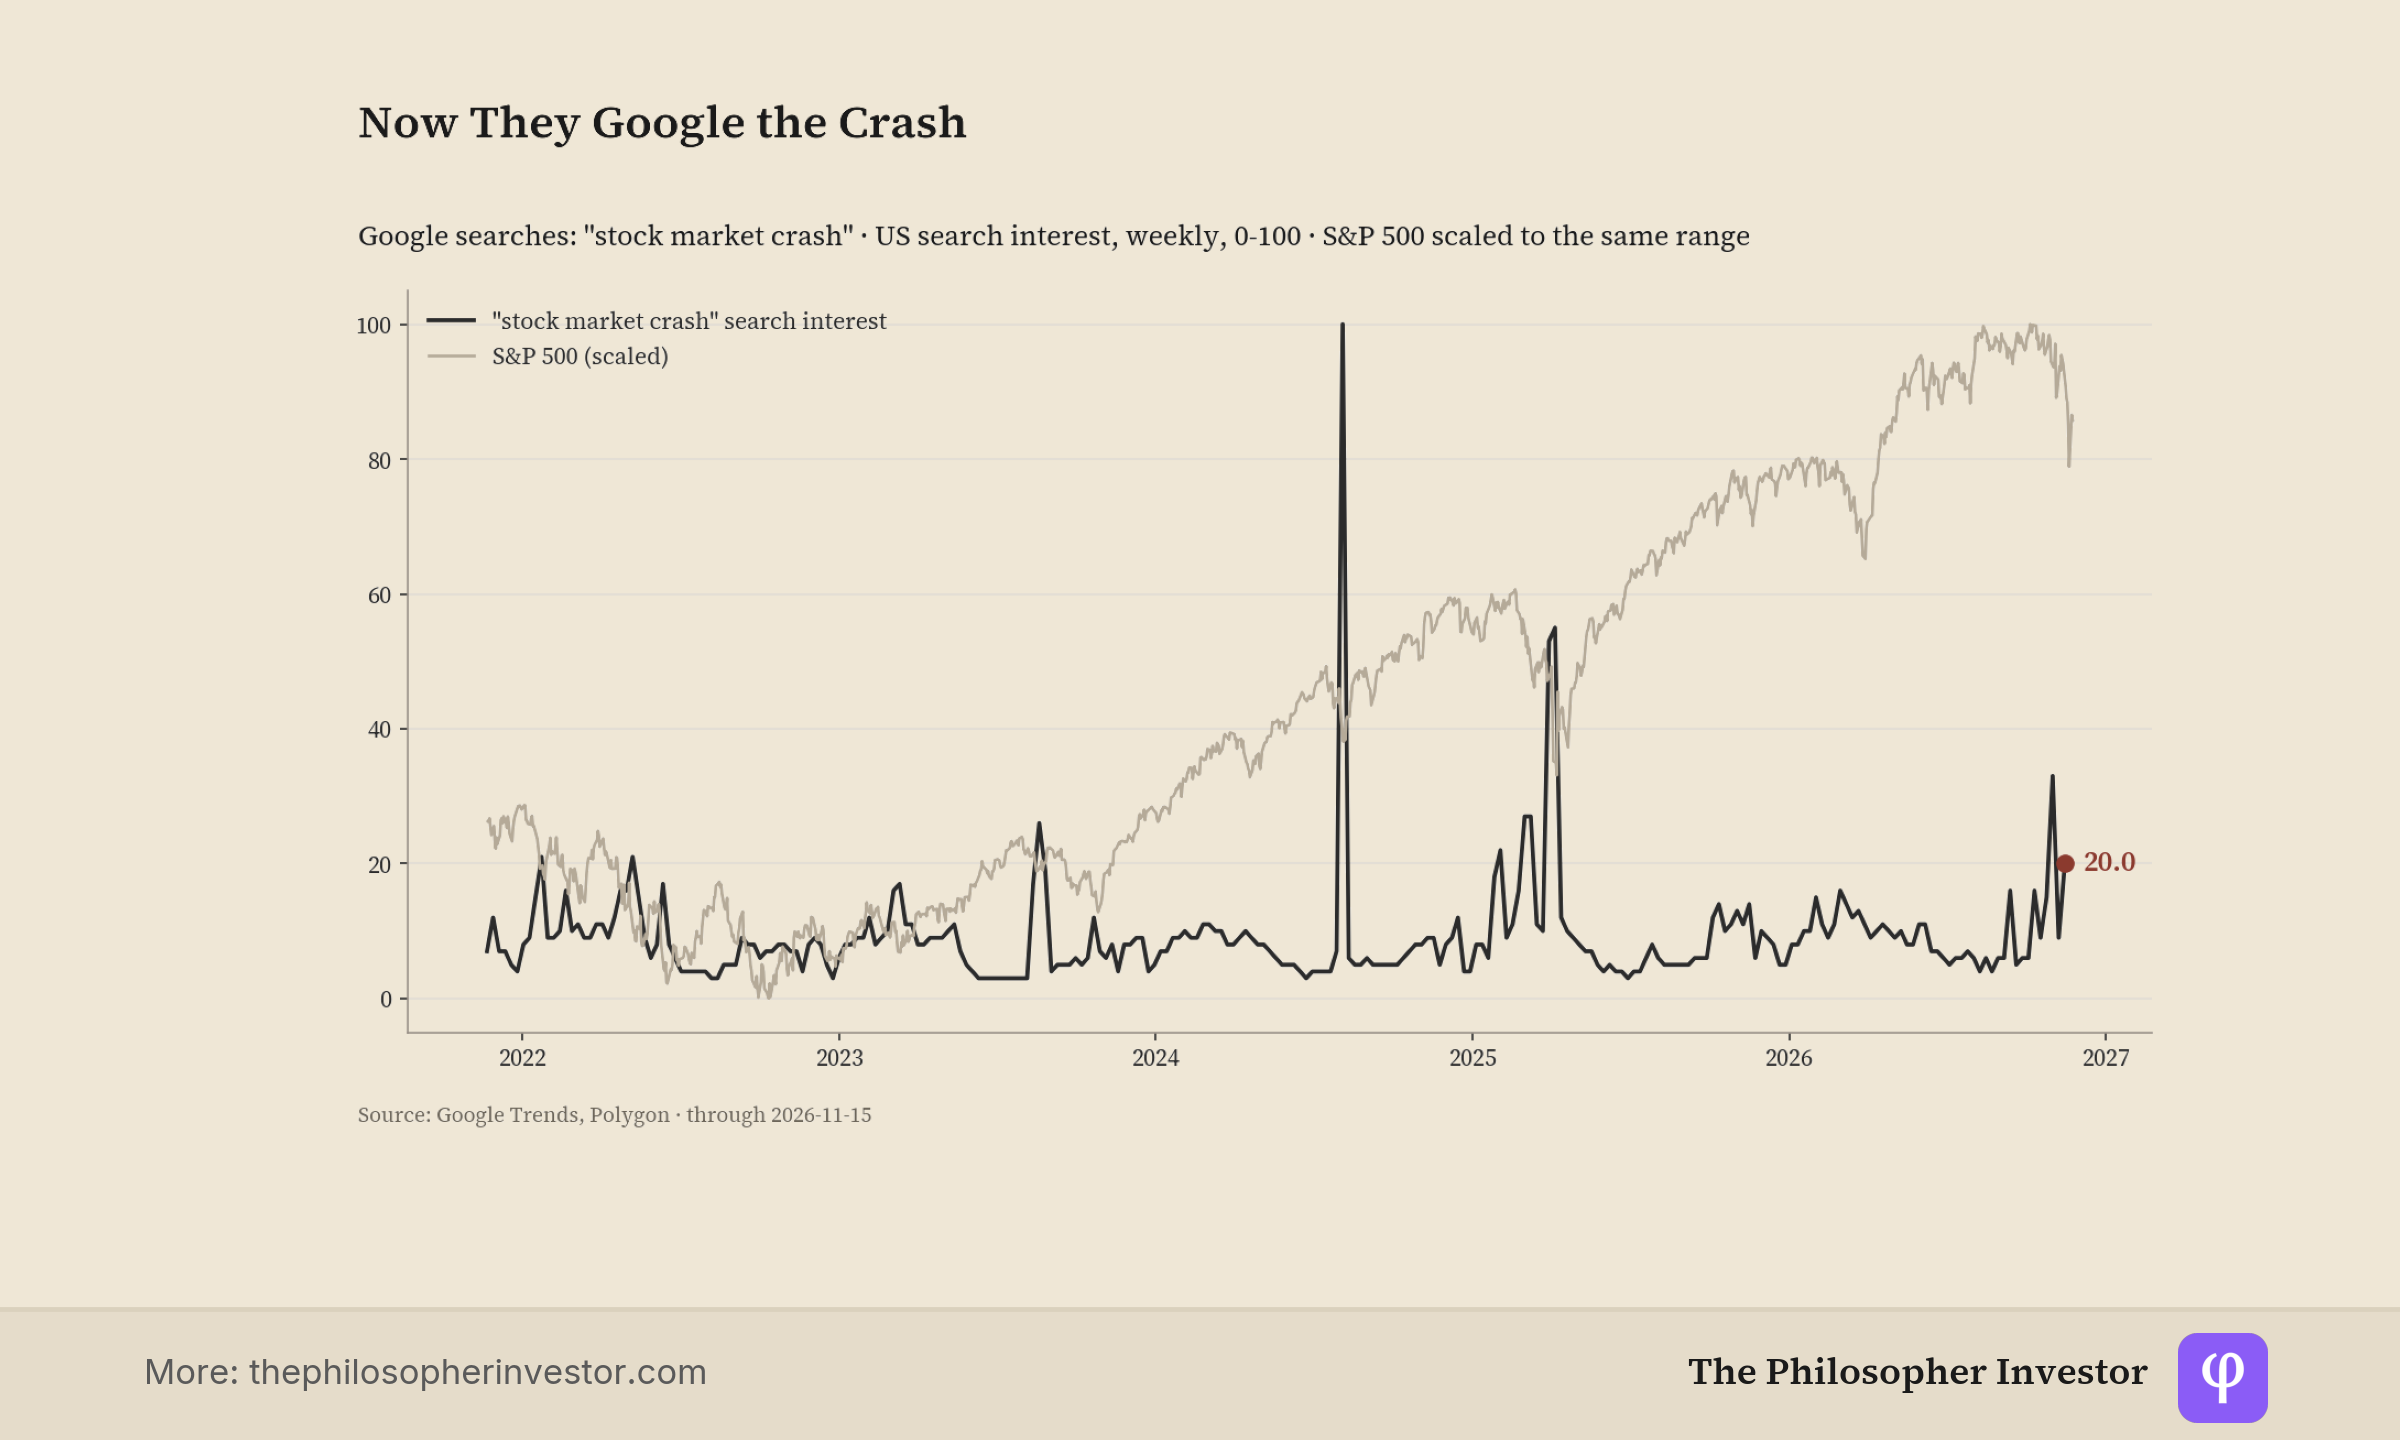 Now They Google the Crash
Google searches: "stock market crash" · US search interest, weekly, 0-100 · S&P 500 scaled to the same range
"stock market crash" search interest
S&P 500 (scaled)
100
80
60
40
20
0
20.0
2022 2023 2024 2025 2026 2027
Source: Google Trends, Polygon · through 2026-11-15
More: thephilosopherinvestor.com
The Philosopher Investor φ